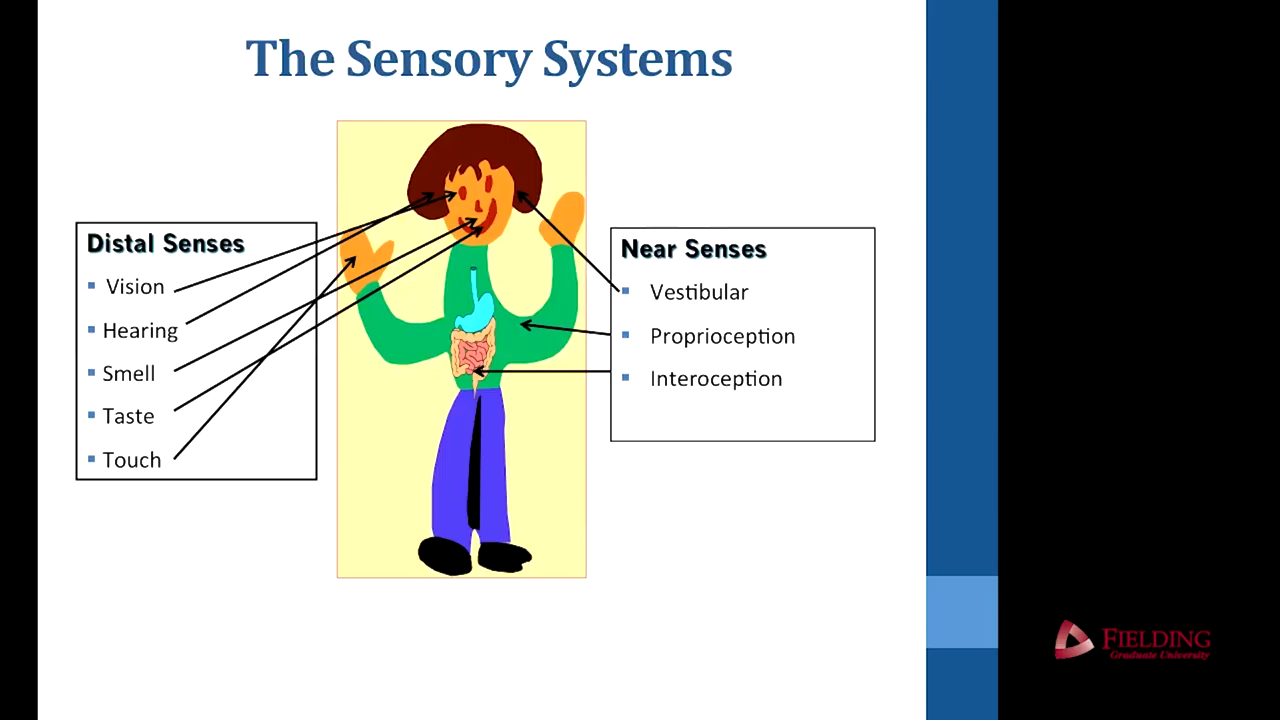 The Sensory Systems
Distal Senses
Vision
Hearing
Smell
Taste
Touch
Near Senses
Vestibular
Proprioception
Interoception
FIELDING
Graduate University